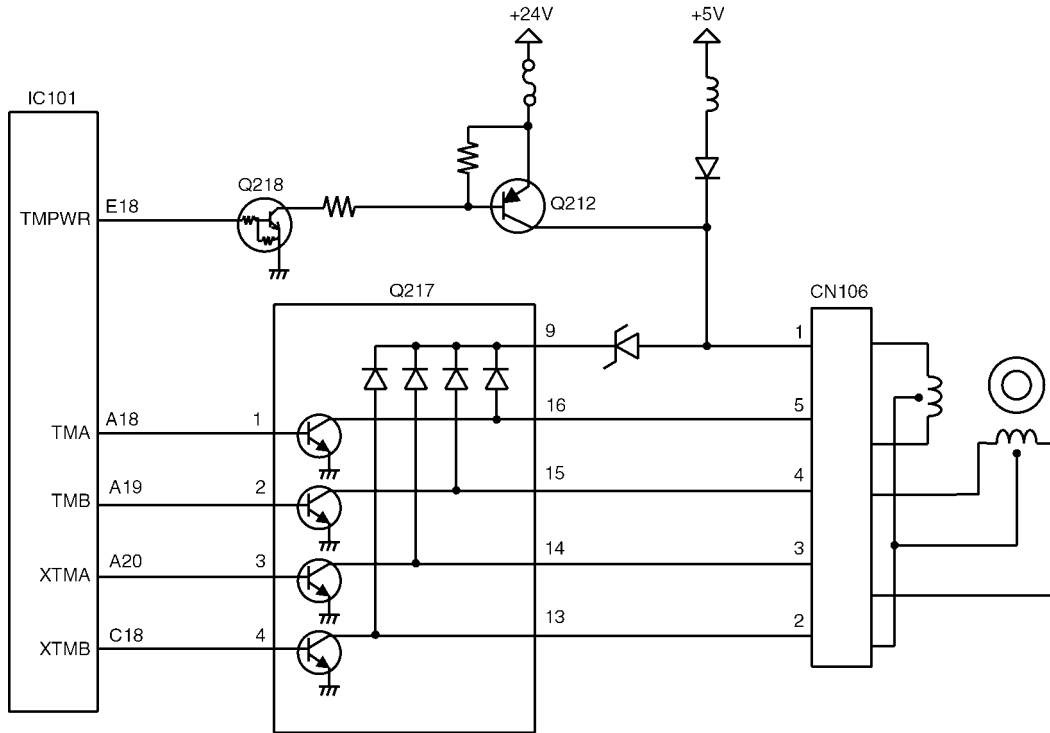 +24V
+5V
IC101
Q218
TMPWR
E18
Q212
Q217
CN106
9
1
TMA
A18
1
16
5
TMB
A19
2
15
4
XTMA
A20
3
14
3
XTMB
C18
4
13
2